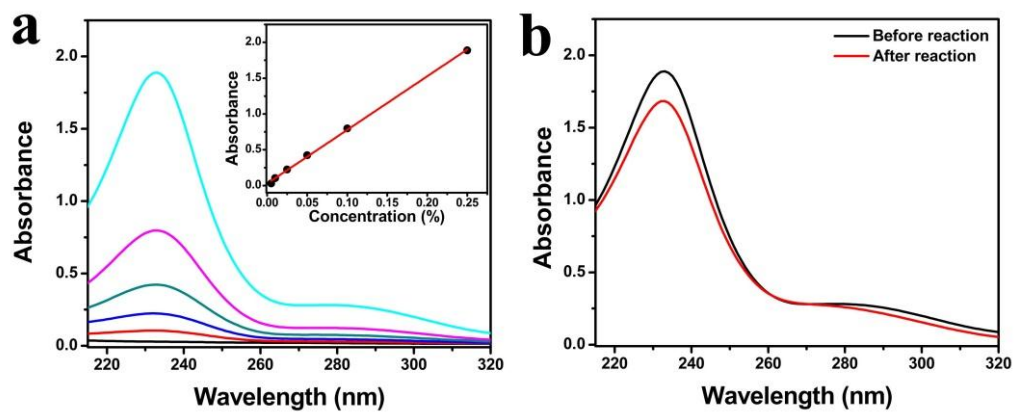 a
Absorbance
2.0
1.5
1.0
0.5
0.0
220 240 260 280 300 320
Wavelength (nm)
Absorbance
2.0
1.5
1.0
0.5
0.0
0.00 0.05 0.10 0.15 0.20 0.25
Concentration (%)
b
Before reaction
After reaction
Absorbance
2.0
1.5
1.0
0.5
0.0
220 240 260 280 300 320
Wavelength (nm)